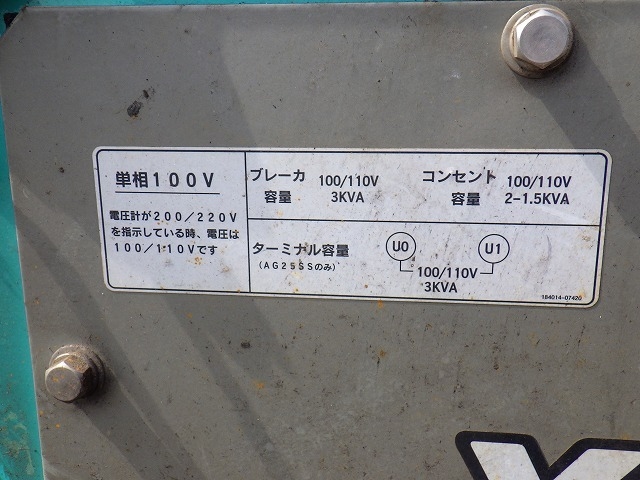 単相１００Ｖ
電圧計が２００／２２０Ｖ
を指示している時、電圧は
１００／１１０Ｖです
ブレーカ 100/110V
容量 3KVA
コンセント 100/110V
容量 2-1.5KVA
ターミナル容量
（ＡＧ２５ＳＳのみ）
U0 U1
100/110V
3KVA
184014-07420